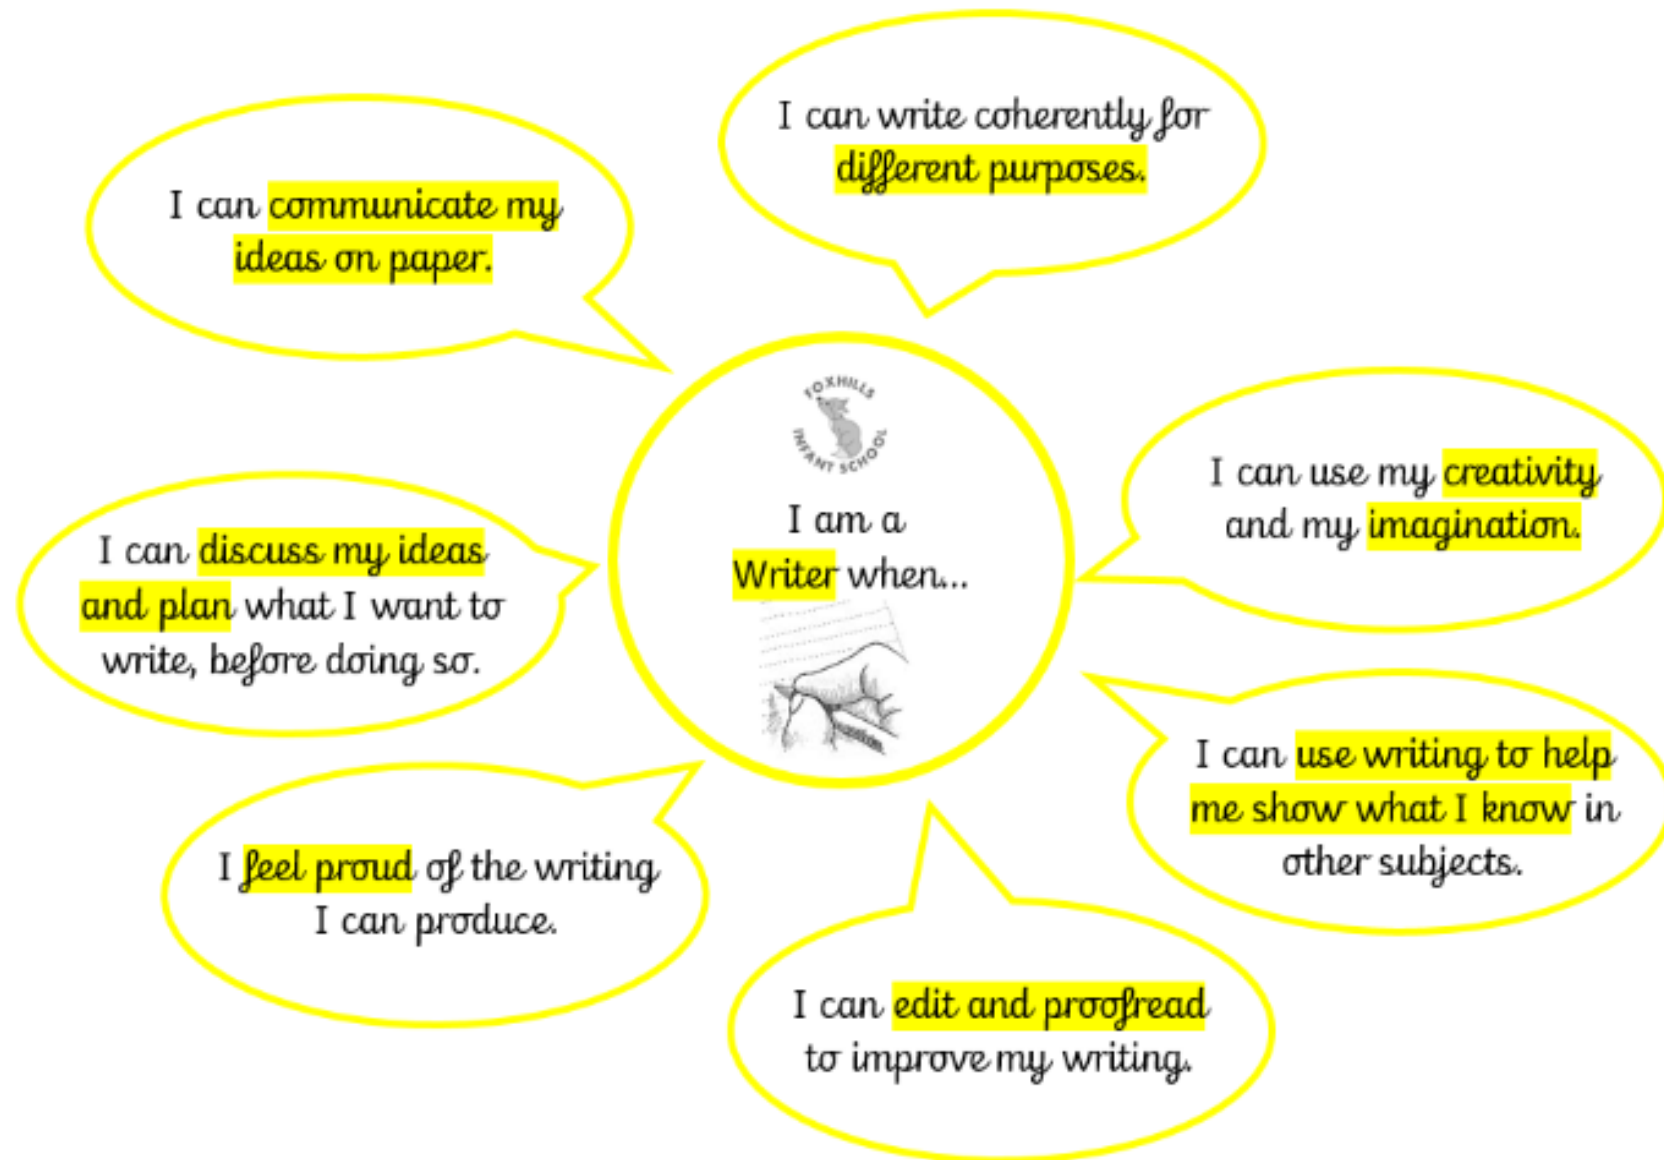 I can write coherently for
different purposes.
I can communicate my
ideas on paper.
FOXHILLS
INFANT SCHOOL
I am a
Writer when...
I can use my creativity
and my imagination.
I can discuss my ideas
and plan what I want to
write, before doing so.
I can use writing to help
me show what I know in
other subjects.
I feel proud of the writing
I can produce.
I can edit and proofread
to improve my writing.